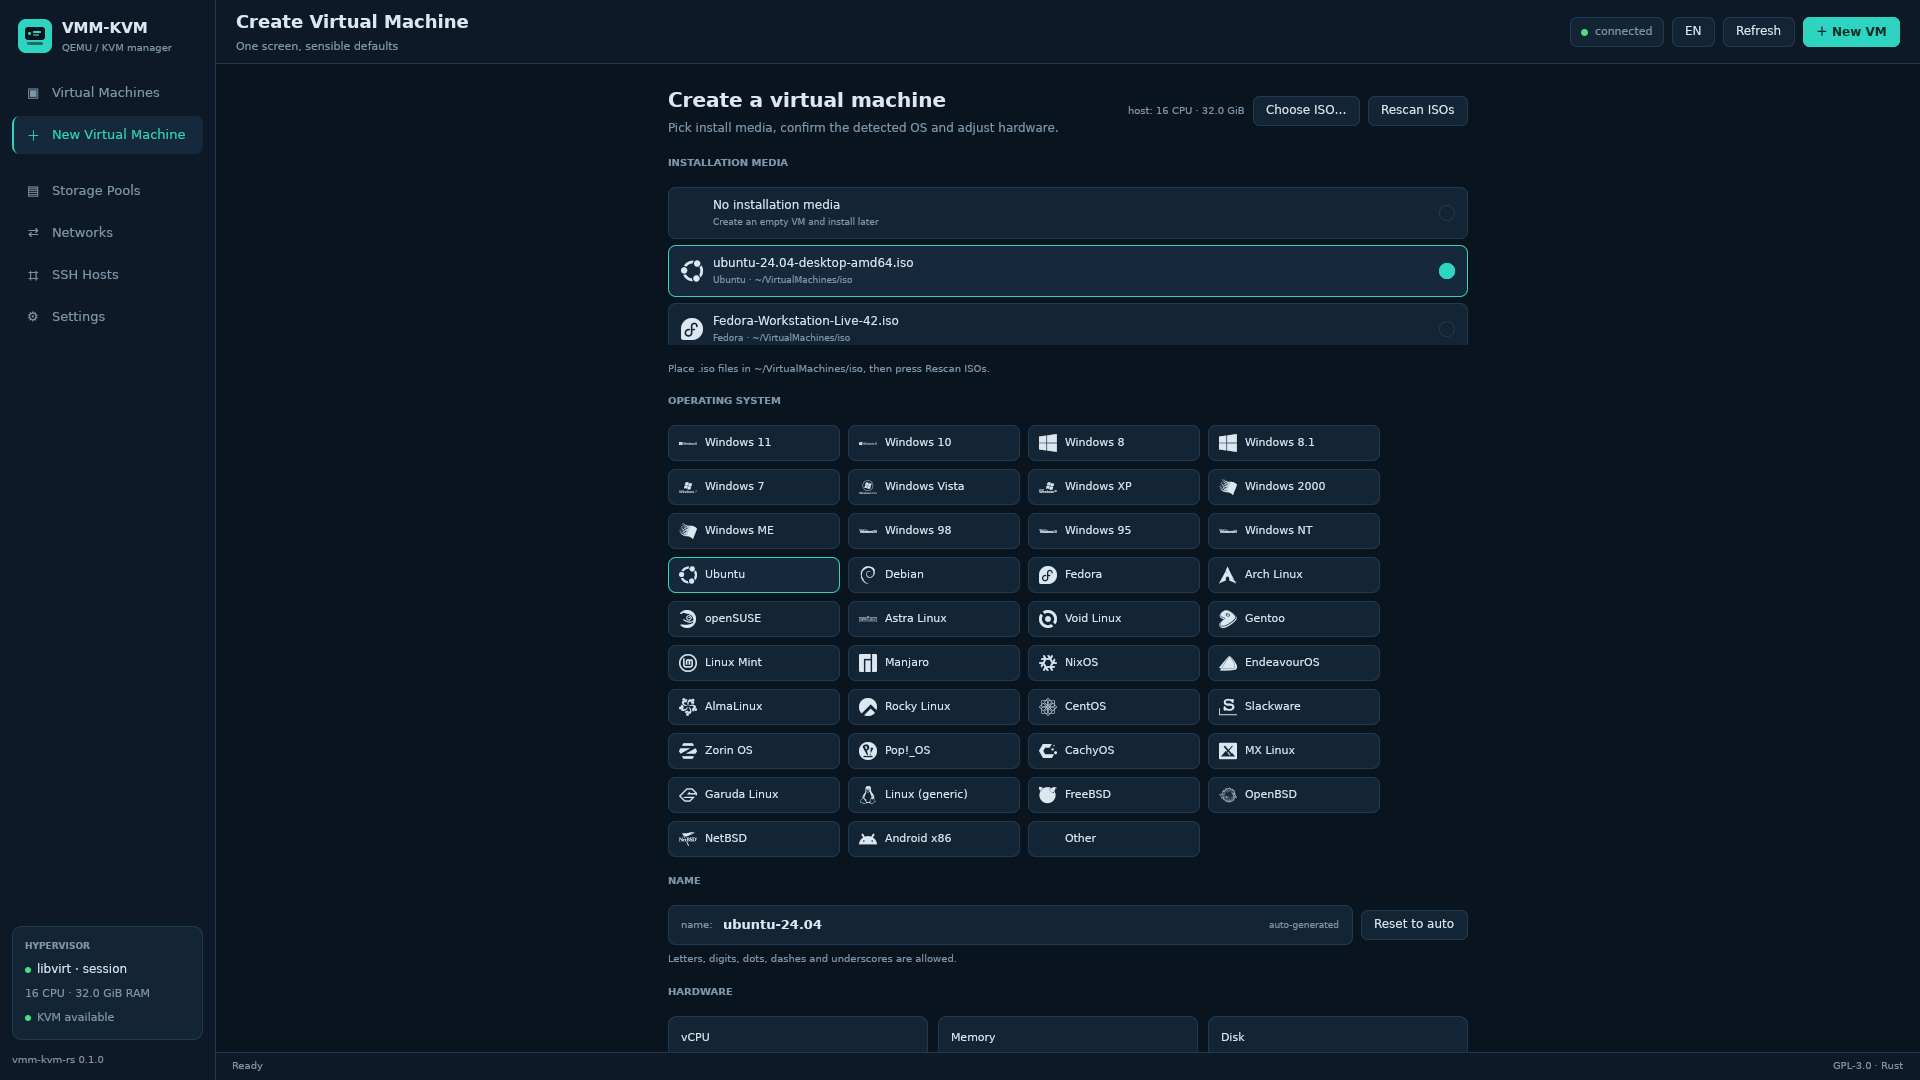 VMM-KVM
QEMU / KVM manager
Virtual Machines
New Virtual Machine
Storage Pools
Networks
SSH Hosts
Settings
HYPERVISOR
libvirt · session
16 CPU · 32.0 GiB RAM
KVM available
vmm-kvm-rs 0.1.0
Create Virtual Machine
One screen, sensible defaults
connected
EN
Refresh
+ New VM
Create a virtual machine
Pick install media, confirm the detected OS and adjust hardware.
host: 16 CPU · 32.0 GiB
Choose ISO...
Rescan ISOs
INSTALLATION MEDIA
No installation media
Create an empty VM and install later
ubuntu-24.04-desktop-amd64.iso
Ubuntu · ~/VirtualMachines/iso
Fedora-Workstation-Live-42.iso
Fedora · ~/VirtualMachines/iso
Place .iso files in ~/VirtualMachines/iso, then press Rescan ISOs.
OPERATING SYSTEM
Windows 11
Windows 10
Windows 8
Windows 8.1
Windows 7
Windows Vista
Windows XP
Windows 2000
Windows ME
Windows 98
Windows 95
Windows NT
Ubuntu
Debian
Fedora
Arch Linux
openSUSE
Astra Linux
Void Linux
Gentoo
Linux Mint
Manjaro
NixOS
EndeavourOS
AlmaLinux
Rocky Linux
CentOS
Slackware
Zorin OS
Pop!_OS
CachyOS
MX Linux
Garuda Linux
Linux (generic)
FreeBSD
OpenBSD
NetBSD
Android x86
Other
NAME
name: ubuntu-24.04
auto-generated
Reset to auto
Letters, digits, dots, dashes and underscores are allowed.
HARDWARE
vCPU
Memory
Disk
Ready
GPL-3.0 · Rust